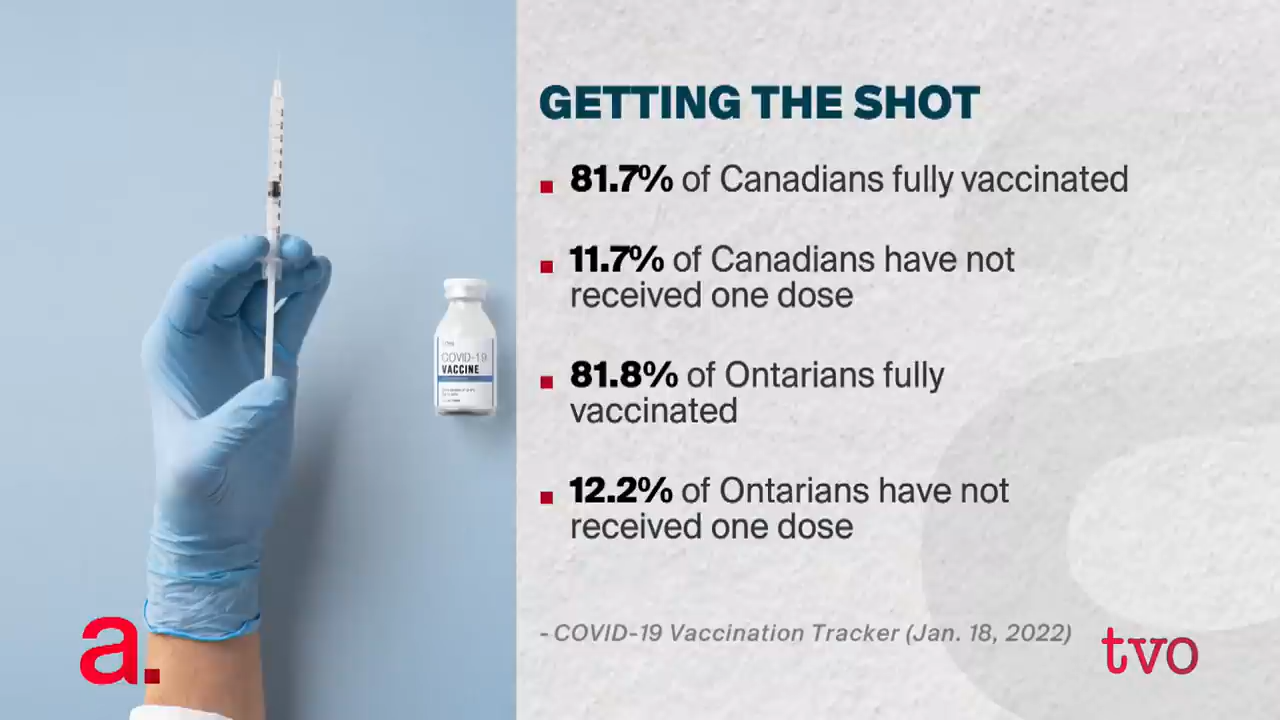 GETTING THE SHOT
81.7% of Canadians fully vaccinated
11.7% of Canadians have not
received one dose
81.8% of Ontarians fully
vaccinated
12.2% of Ontarians have not
received one dose
- COVID-19 Vaccination Tracker (Jan. 18, 2022)
COVID-19
VACCINE
a.
tvo